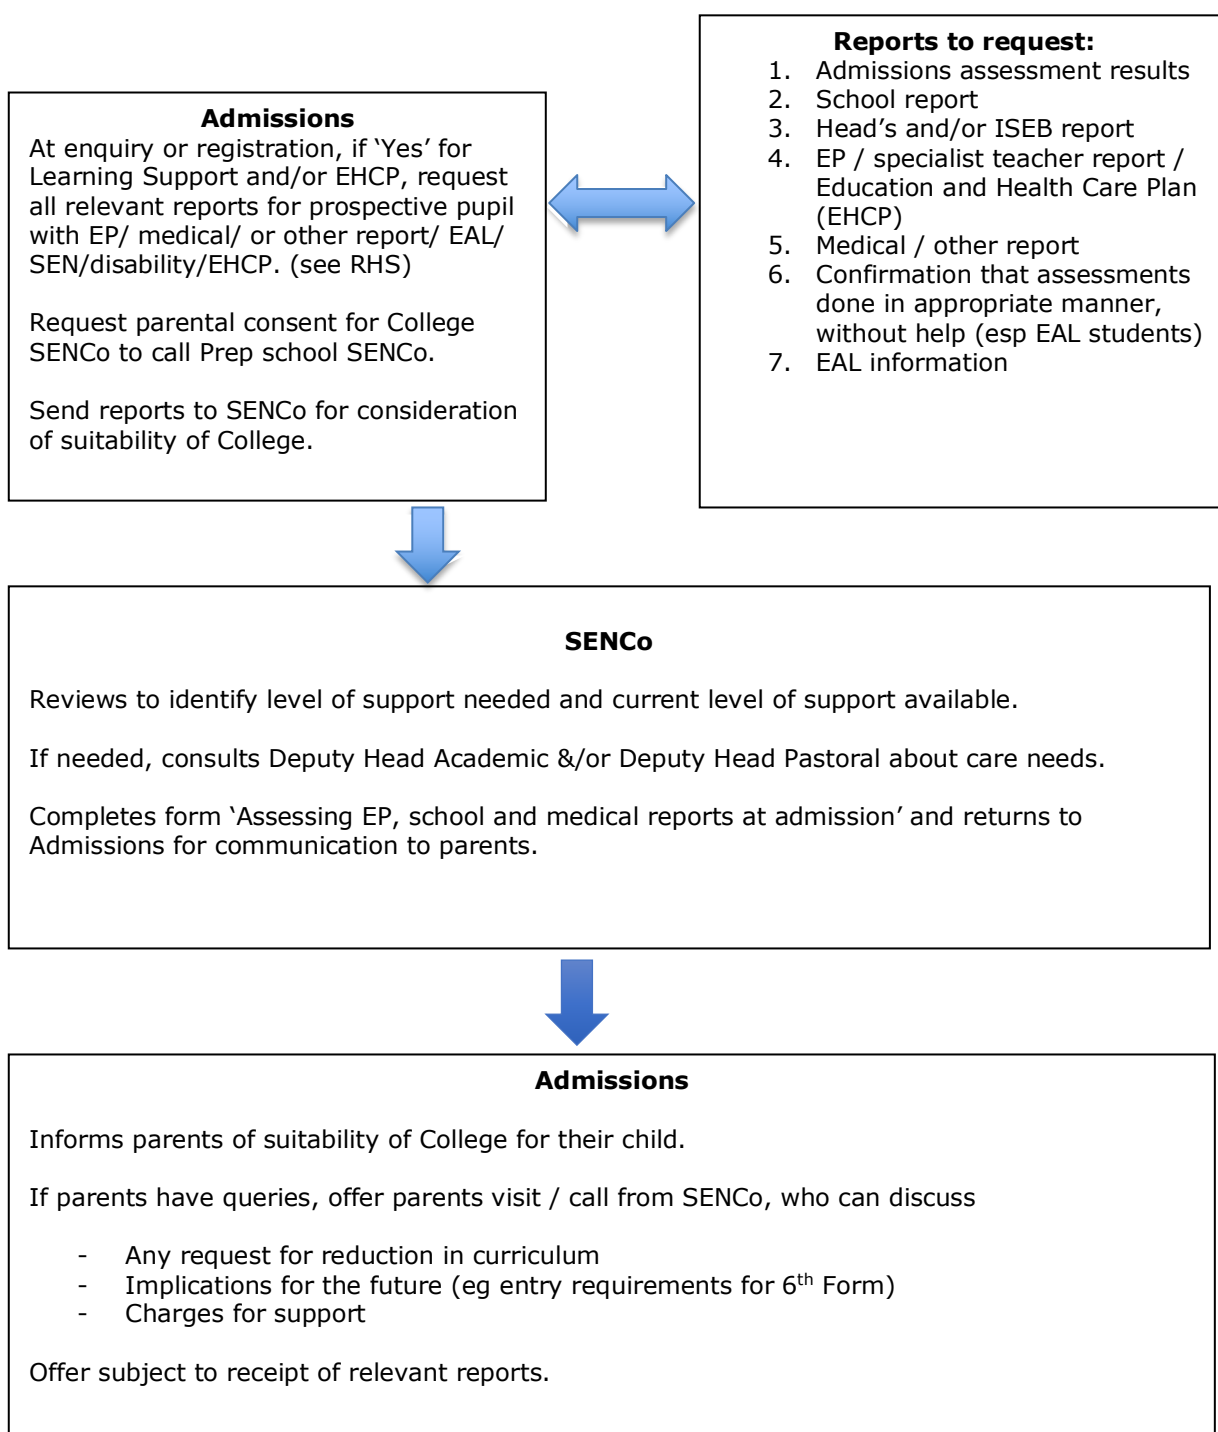 Admissions
At enquiry or registration, if ‘Yes’ for
Learning Support and/or EHCP, request
all relevant reports for prospective pupil
with EP/ medical/ or other report/ EAL/
SEN/disability/EHCP. (see RHS)
Request parental consent for College
SENCo to call Prep school SENCo.
Send reports to SENCo for consideration
of suitability of College.
Reports to request:
1. Admissions assessment results
2. School report
3. Head’s and/or ISEB report
4. EP / specialist teacher report /
Education and Health Care Plan
(EHCP)
5. Medical / other report
6. Confirmation that assessments
done in appropriate manner,
without help (esp EAL students)
7. EAL information
SENCo
Reviews to identify level of support needed and current level of support available.
If needed, consults Deputy Head Academic &/or Deputy Head Pastoral about care needs.
Completes form ‘Assessing EP, school and medical reports at admission’ and returns to
Admissions for communication to parents.
Admissions
Informs parents of suitability of College for their child.
If parents have queries, offer parents visit / call from SENCo, who can discuss
- Any request for reduction in curriculum
- Implications for the future (eg entry requirements for 6th Form)
- Charges for support
Offer subject to receipt of relevant reports.